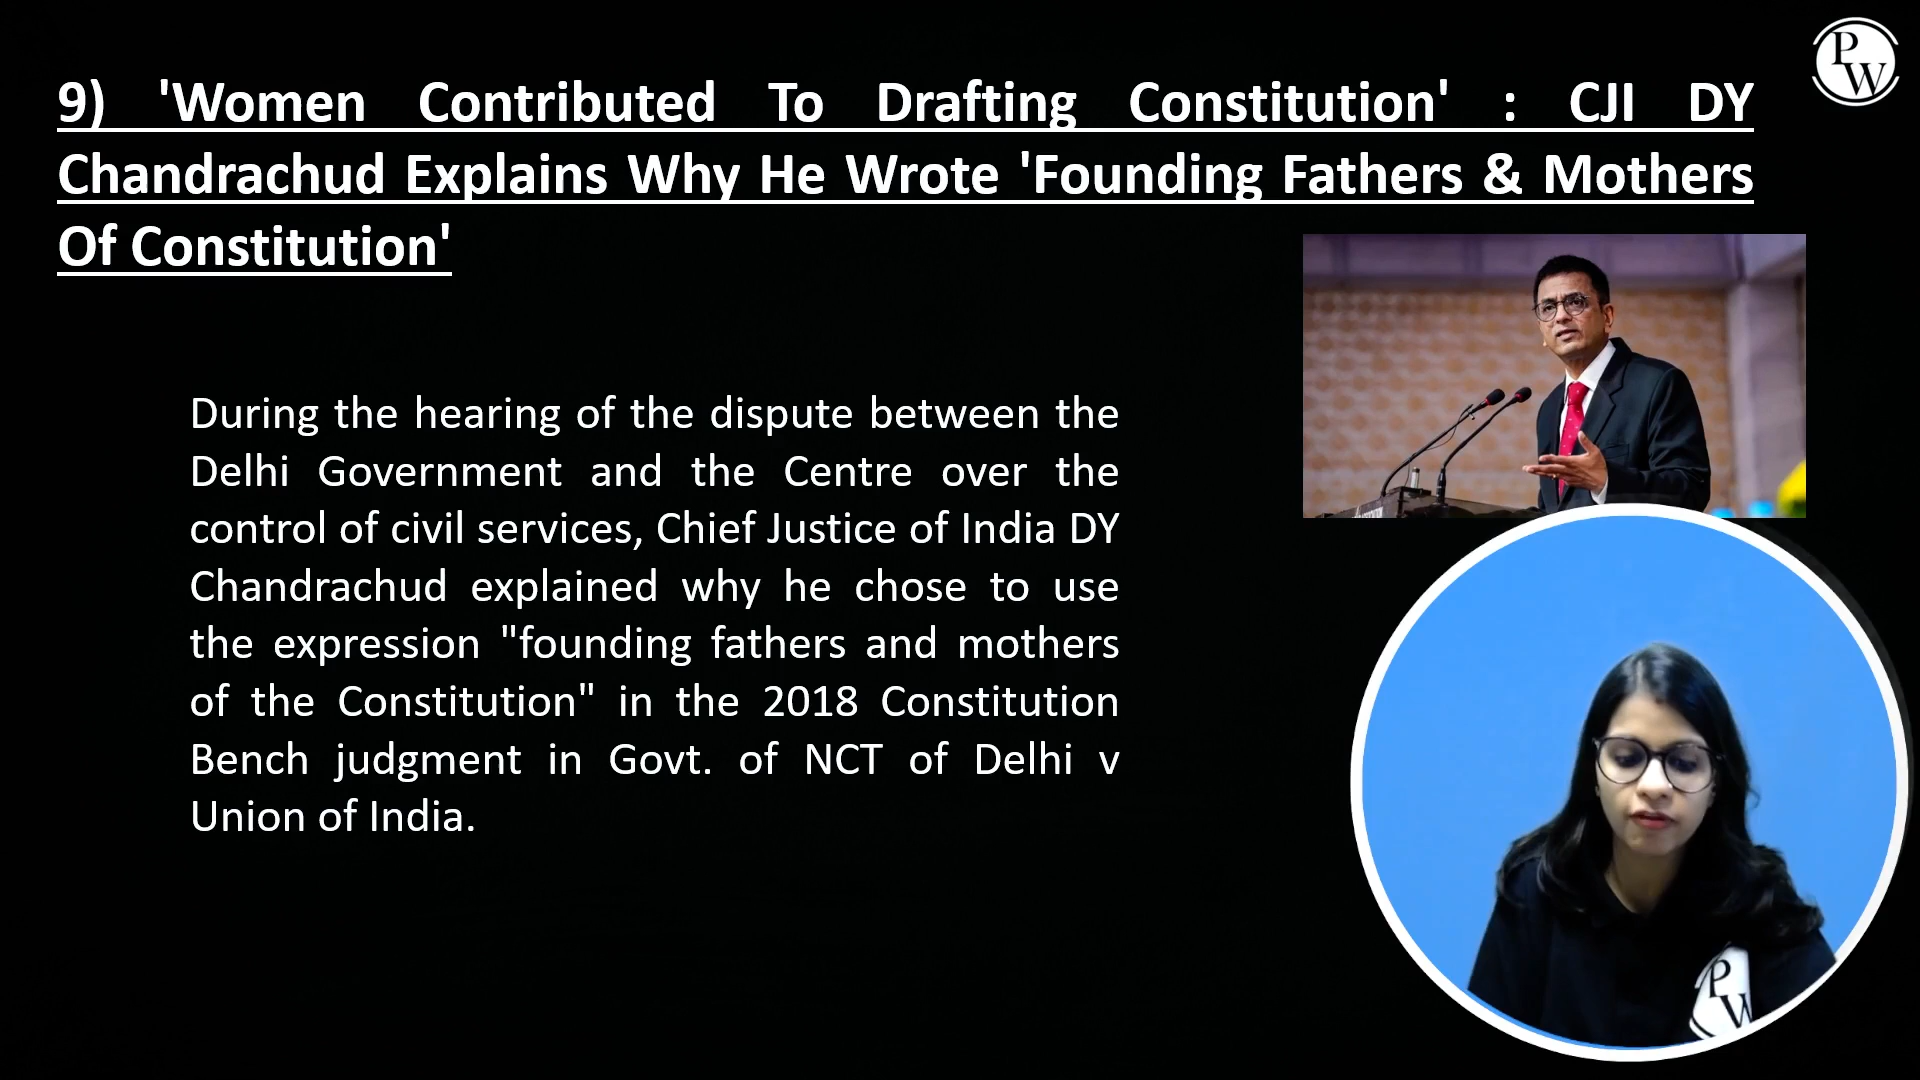 9) 'Women Contributed To Drafting Constitution' : CJI DY
Chandrachud Explains Why He Wrote 'Founding Fathers & Mothers
Of Constitution'
During the hearing of the dispute between the
Delhi Government and the Centre over the
control of civil services, Chief Justice of India DY
Chandrachud explained why he chose to use
the expression "founding fathers and mothers
of the Constitution" in the 2018 Constitution
Bench judgment in Govt. of NCT of Delhi v
Union of India.
PW
PW